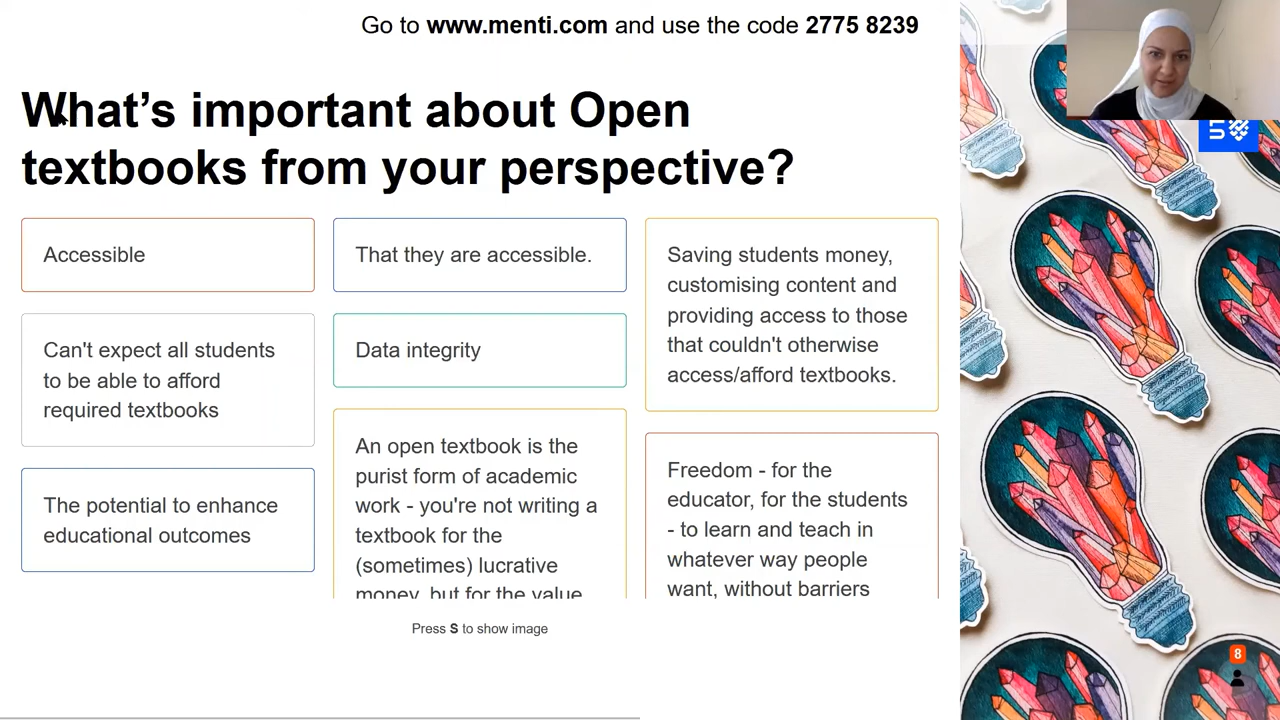 Go to www.menti.com and use the code 2775 8239
What's important about Open
textbooks from your perspective?
Accessible
Can't expect all students
to be able to afford
required textbooks
The potential to enhance
educational outcomes
That they are accessible.
Data integrity
An open textbook is the
purist form of academic
work - you're not writing a
textbook for the
(sometimes) lucrative
money, but for the value
Saving students money,
customising content and
providing access to those
that couldn't otherwise
access/afford textbooks.
Freedom - for the
educator, for the students
- to learn and teach in
whatever way people
want, without barriers
Press S to show image
8